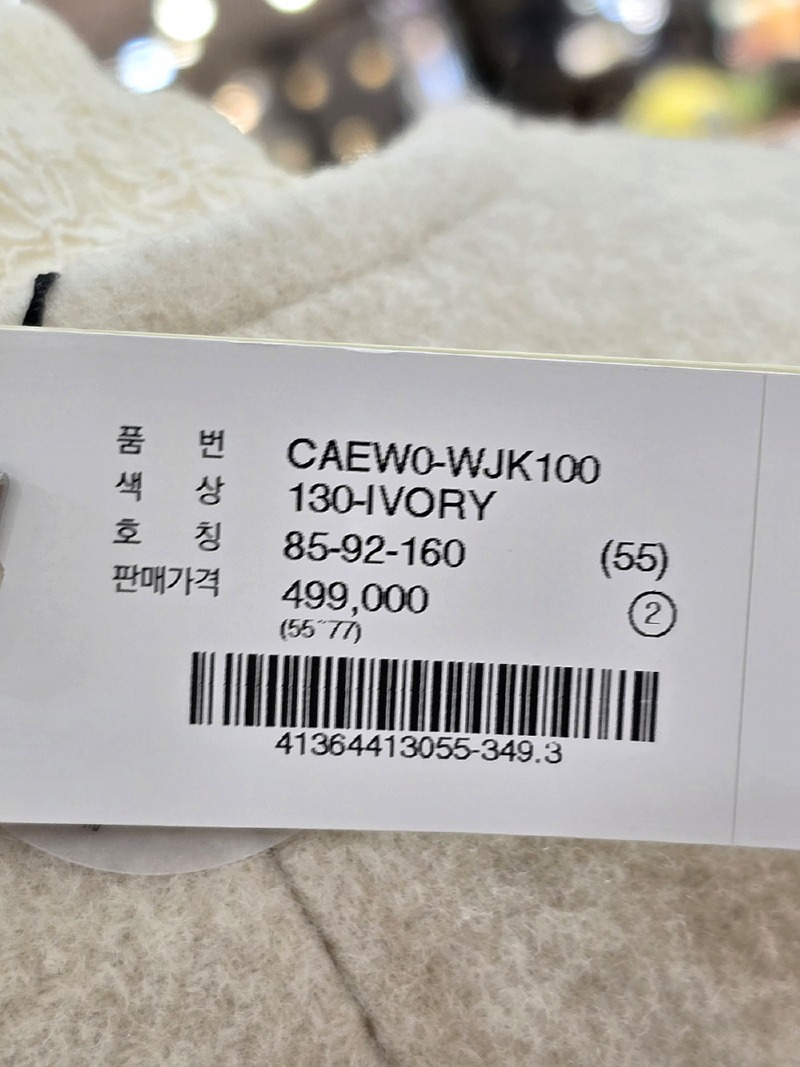 품 번 CAEW0-WJK100
색 상 130-IVORY
호 칭 85-92-160 (55)
판매가격 499,000 ②
(55~77)
41364413055-349.3